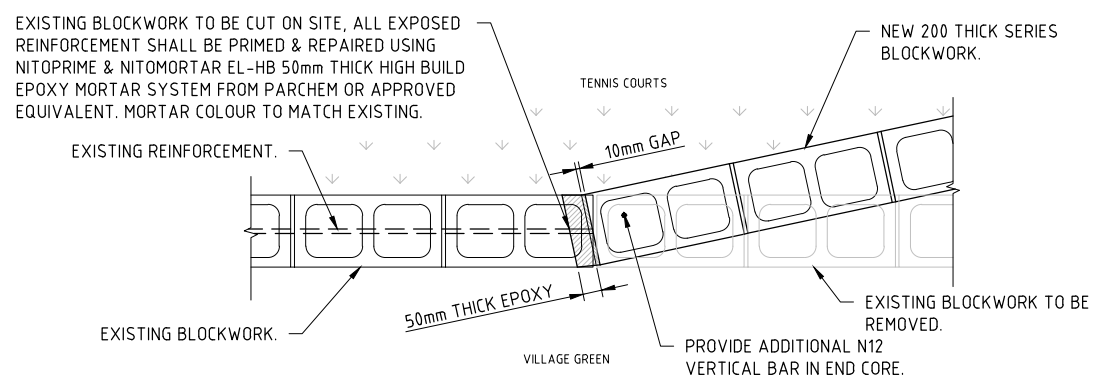 EXISTING BLOCKWORK TO BE CUT ON SITE, ALL EXPOSED
REINFORCEMENT SHALL BE PRIMED & REPAIRED USING
NITOPRIME & NITOMORTAR EL-HB 50mm THICK HIGH BUILD
EPOXY MORTAR SYSTEM FROM PARCHEM OR APPROVED
EQUIVALENT. MORTAR COLOUR TO MATCH EXISTING.
NEW 200 THICK SERIES
BLOCKWORK.
TENNIS COURTS
EXISTING REINFORCEMENT.
10mm GAP
50mm THICK EPOXY
EXISTING BLOCKWORK.
EXISTING BLOCKWORK TO BE
REMOVED.
VILLAGE GREEN
PROVIDE ADDITIONAL N12
VERTICAL BAR IN END CORE.